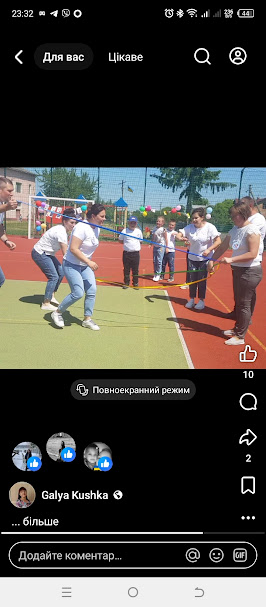 23:32
44
Для вас
Цікаве
10
Повноекранний режим
2
Galya Kushka
... більше
Додайте коментар...
GIF